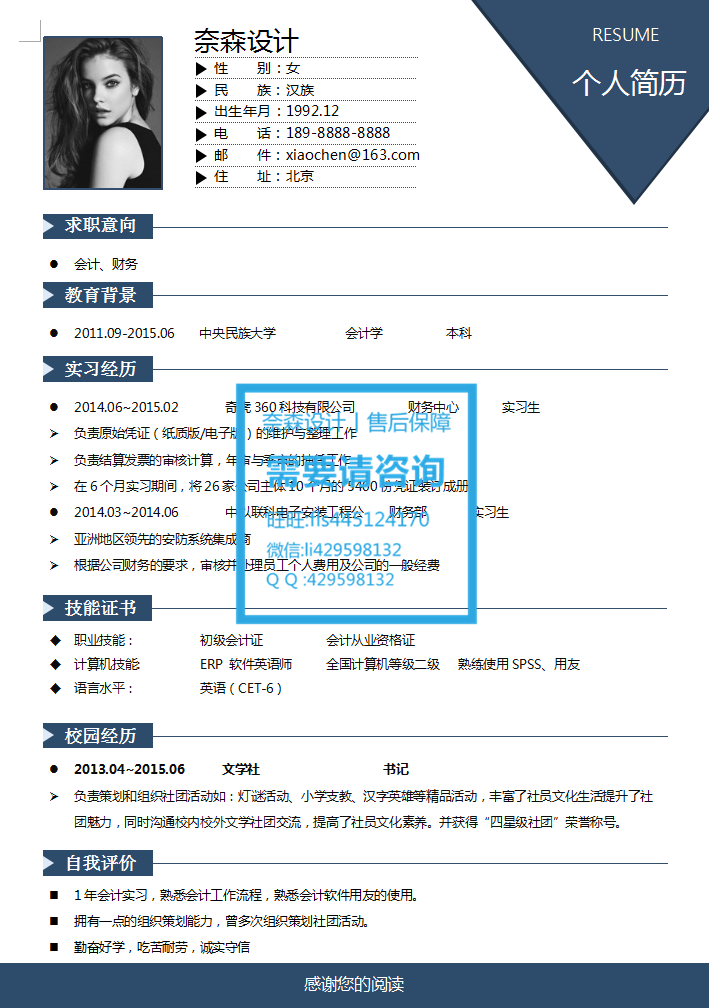 RESUME
个人简历
奈森设计
性 别：女
民 族：汉族
出生年月：1992.12
电 话：189-8888-8888
邮 件：xiaochen@163.com
住 址：北京
求职意向
会计、财务
教育背景
2011.09-2015.06 中央民族大学 会计学 本科
实习经历
2014.06~2015.02 奇虎 360 科技有限公司 财务中心 实习生
负责原始凭证（纸质版/电子版）的维护与整理工作
负责结算发票的审核计算，年审与季末的抽凭工作
在 6 个月实习期间，将 26 家公司主体 10 个月的 5400 份凭证装订成册
2014.03~2014.06 中以联科电子安装工程公 财务部 实习生
亚洲地区领先的安防系统集成商
根据公司财务的要求，审核并处理员工个人费用及公司的一般经费
奈森设计｜售后保障
需要请咨询
旺旺:lis445124170
微信:li429598132
Q Q :429598132
技能证书
职业技能： 初级会计证 会计从业资格证
计算机技能: ERP 软件英语师 全国计算机等级二级 熟练使用 SPSS、用友
语言水平： 英语（CET-6）
校园经历
2013.04~2015.06 文学社 书记
负责策划和组织社团活动如：灯谜活动、小学支教、汉字英雄等精品活动，丰富了社员文化生活提升了社
团魅力，同时沟通校内校外文学社团交流，提高了社员文化素养。并获得“四星级社团”荣誉称号。
自我评价
1 年会计实习，熟悉会计工作流程，熟悉会计软件用友的使用。
拥有一点的组织策划能力，曾多次组织策划社团活动。
勤奋好学，吃苦耐劳，诚实守信
感谢您的阅读